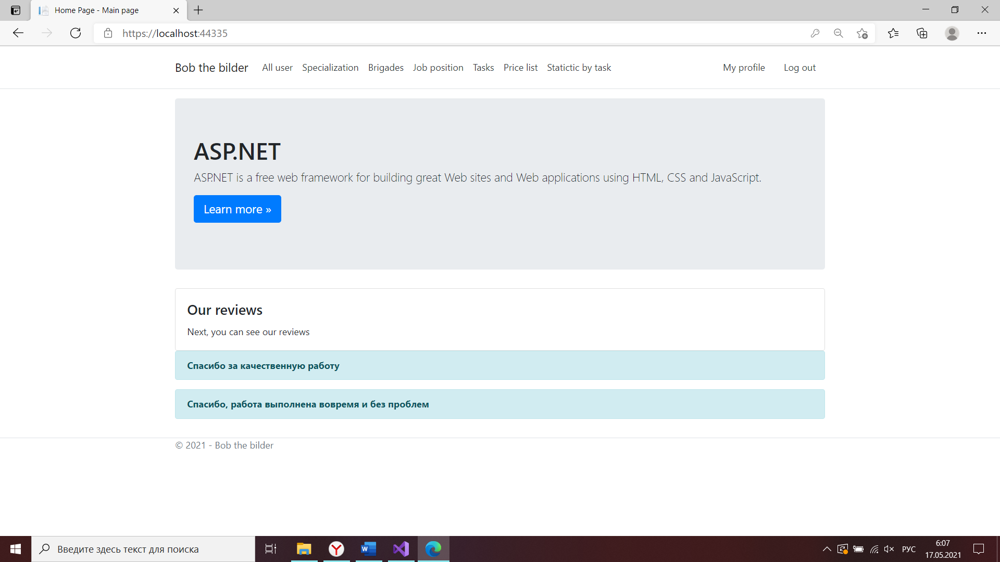 Home Page - Main page
https://localhost:44335
Bob the bilder All user Specialization Brigades Job position Tasks Price list Statictic by task My profile Log out
ASP.NET
ASP.NET is a free web framework for building great Web sites and Web applications using HTML, CSS and JavaScript.
Learn more »
Our reviews
Next, you can see our reviews
Спасибо за качественную работу
Спасибо, работа выполнена вовремя и без проблем
© 2021 - Bob the bilder
Введите здесь текст для поиска
РУС
6:07
17.05.2021